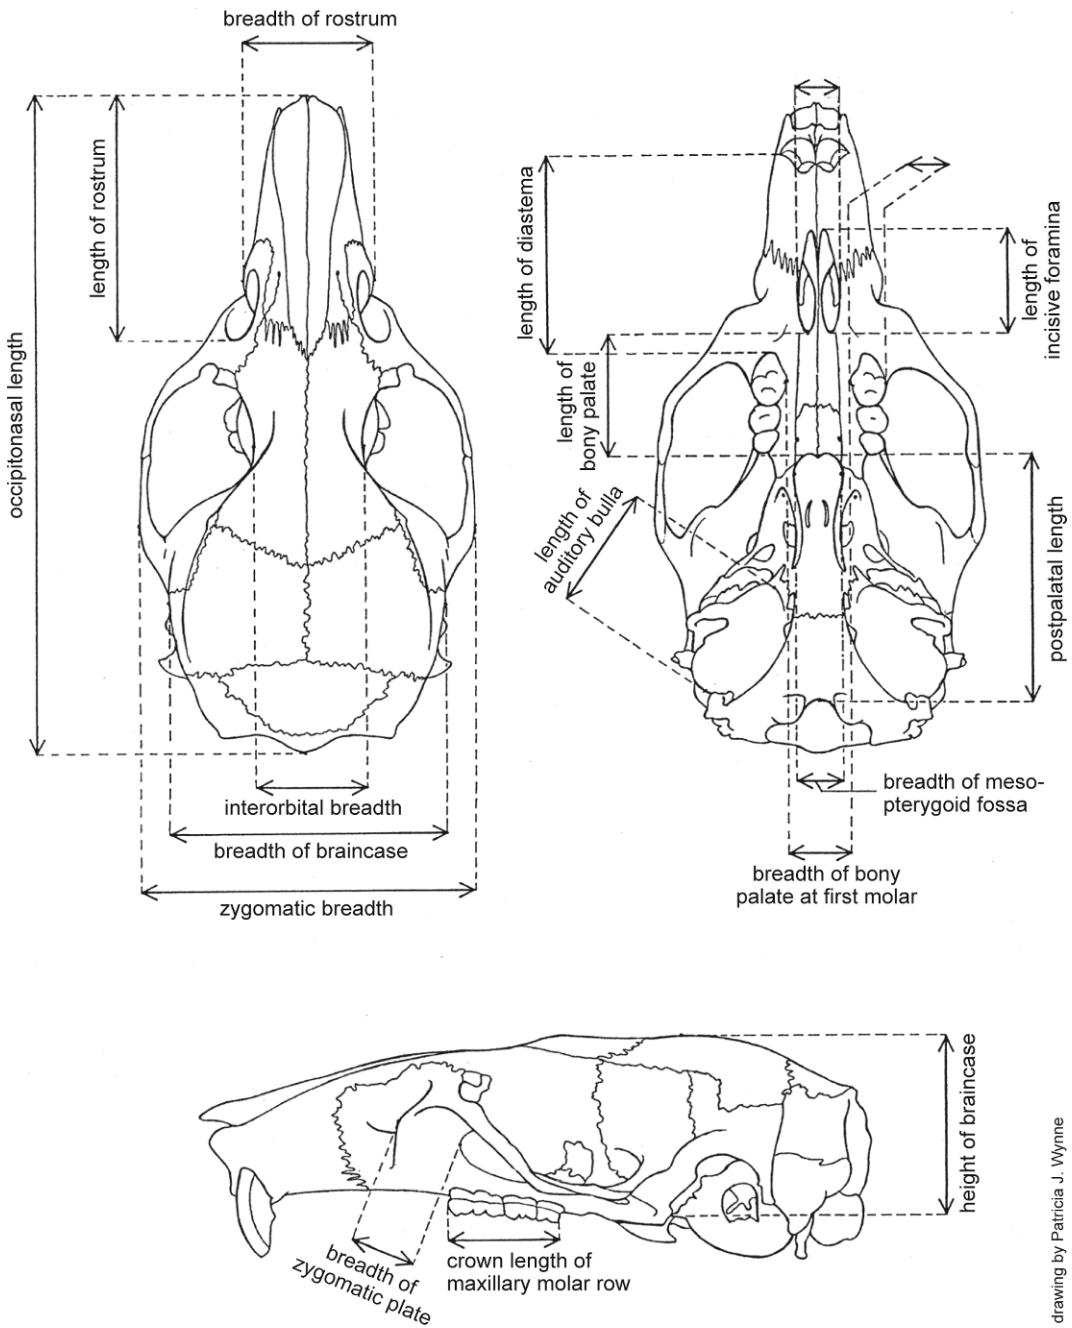 breadth of rostrum
length of rostrum
occipitonasal length
interorbital breadth
breadth of braincase
zygomatic breadth
length of diastema
length of
bony palate
length of
auditory bulla
length of
incisive foramina
postpalatal length
breadth of meso-
pterygoid fossa
breadth of bony
palate at first molar
breadth of
zygomatic plate
crown length of
maxillary molar row
height of braincase
drawing by Patricia J. Wynne